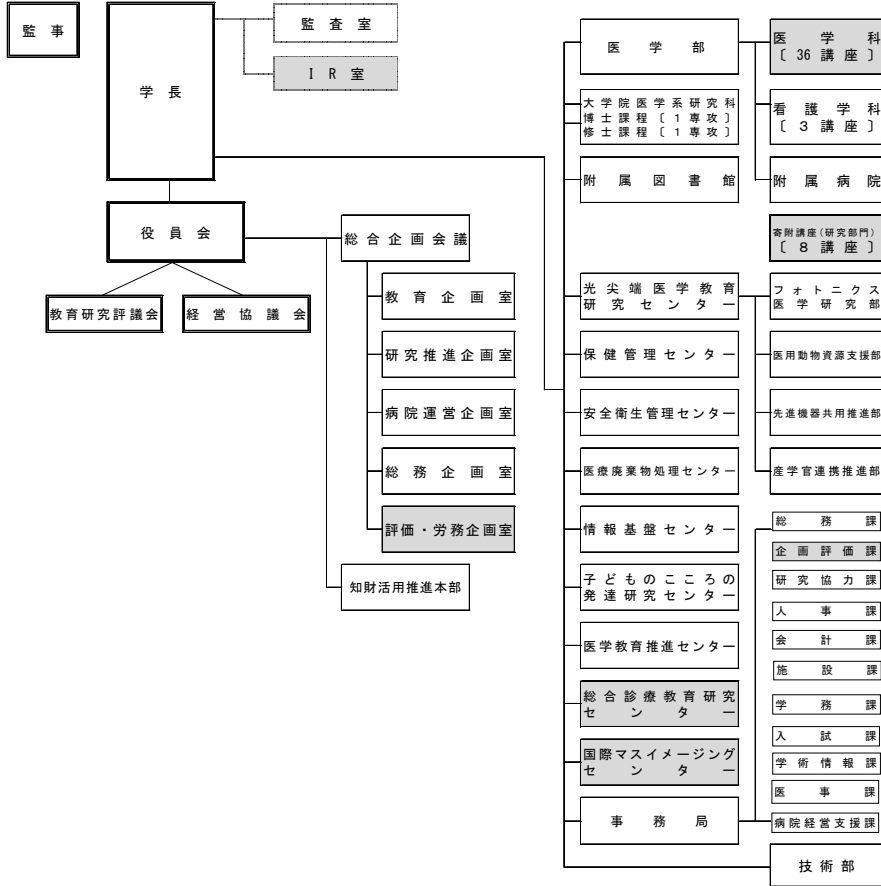 監事
学長
監査室
IR室
役員会
教育研究評議会
経営協議会
総合企画会議
教育企画室
研究推進企画室
病院運営企画室
総務企画室
評価・労務企画室
知財活用推進本部
医学部
大学院医学系研究科
博士課程〔1専攻〕
修士課程〔1専攻〕
附属図書館
光尖端医学教育
研究センター
保健管理センター
安全衛生管理センター
医療廃棄物処理センター
情報基盤センター
子どものこころの
発達研究センター
医学教育推進センター
総合診療教育研究
センター
国際マスイメージング
センター
事務局
医学科
〔36講座〕
看護学科
〔3講座〕
附属病院
寄附講座(研究部門)
〔8講座〕
フォトニクス
医学研究部
医用動物資源支援部
先進機器共用推進部
産学官連携推進部
総務課
企画評価課
研究協力課
人事課
会計課
施設課
学務課
入試課
学術情報課
医事課
病院経営支援課
技術部